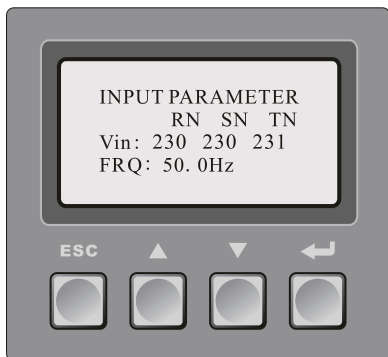 INPUT PARAMETER
RN SN TN
Vin: 230 230 231
FRQ: 50. 0Hz
ESC